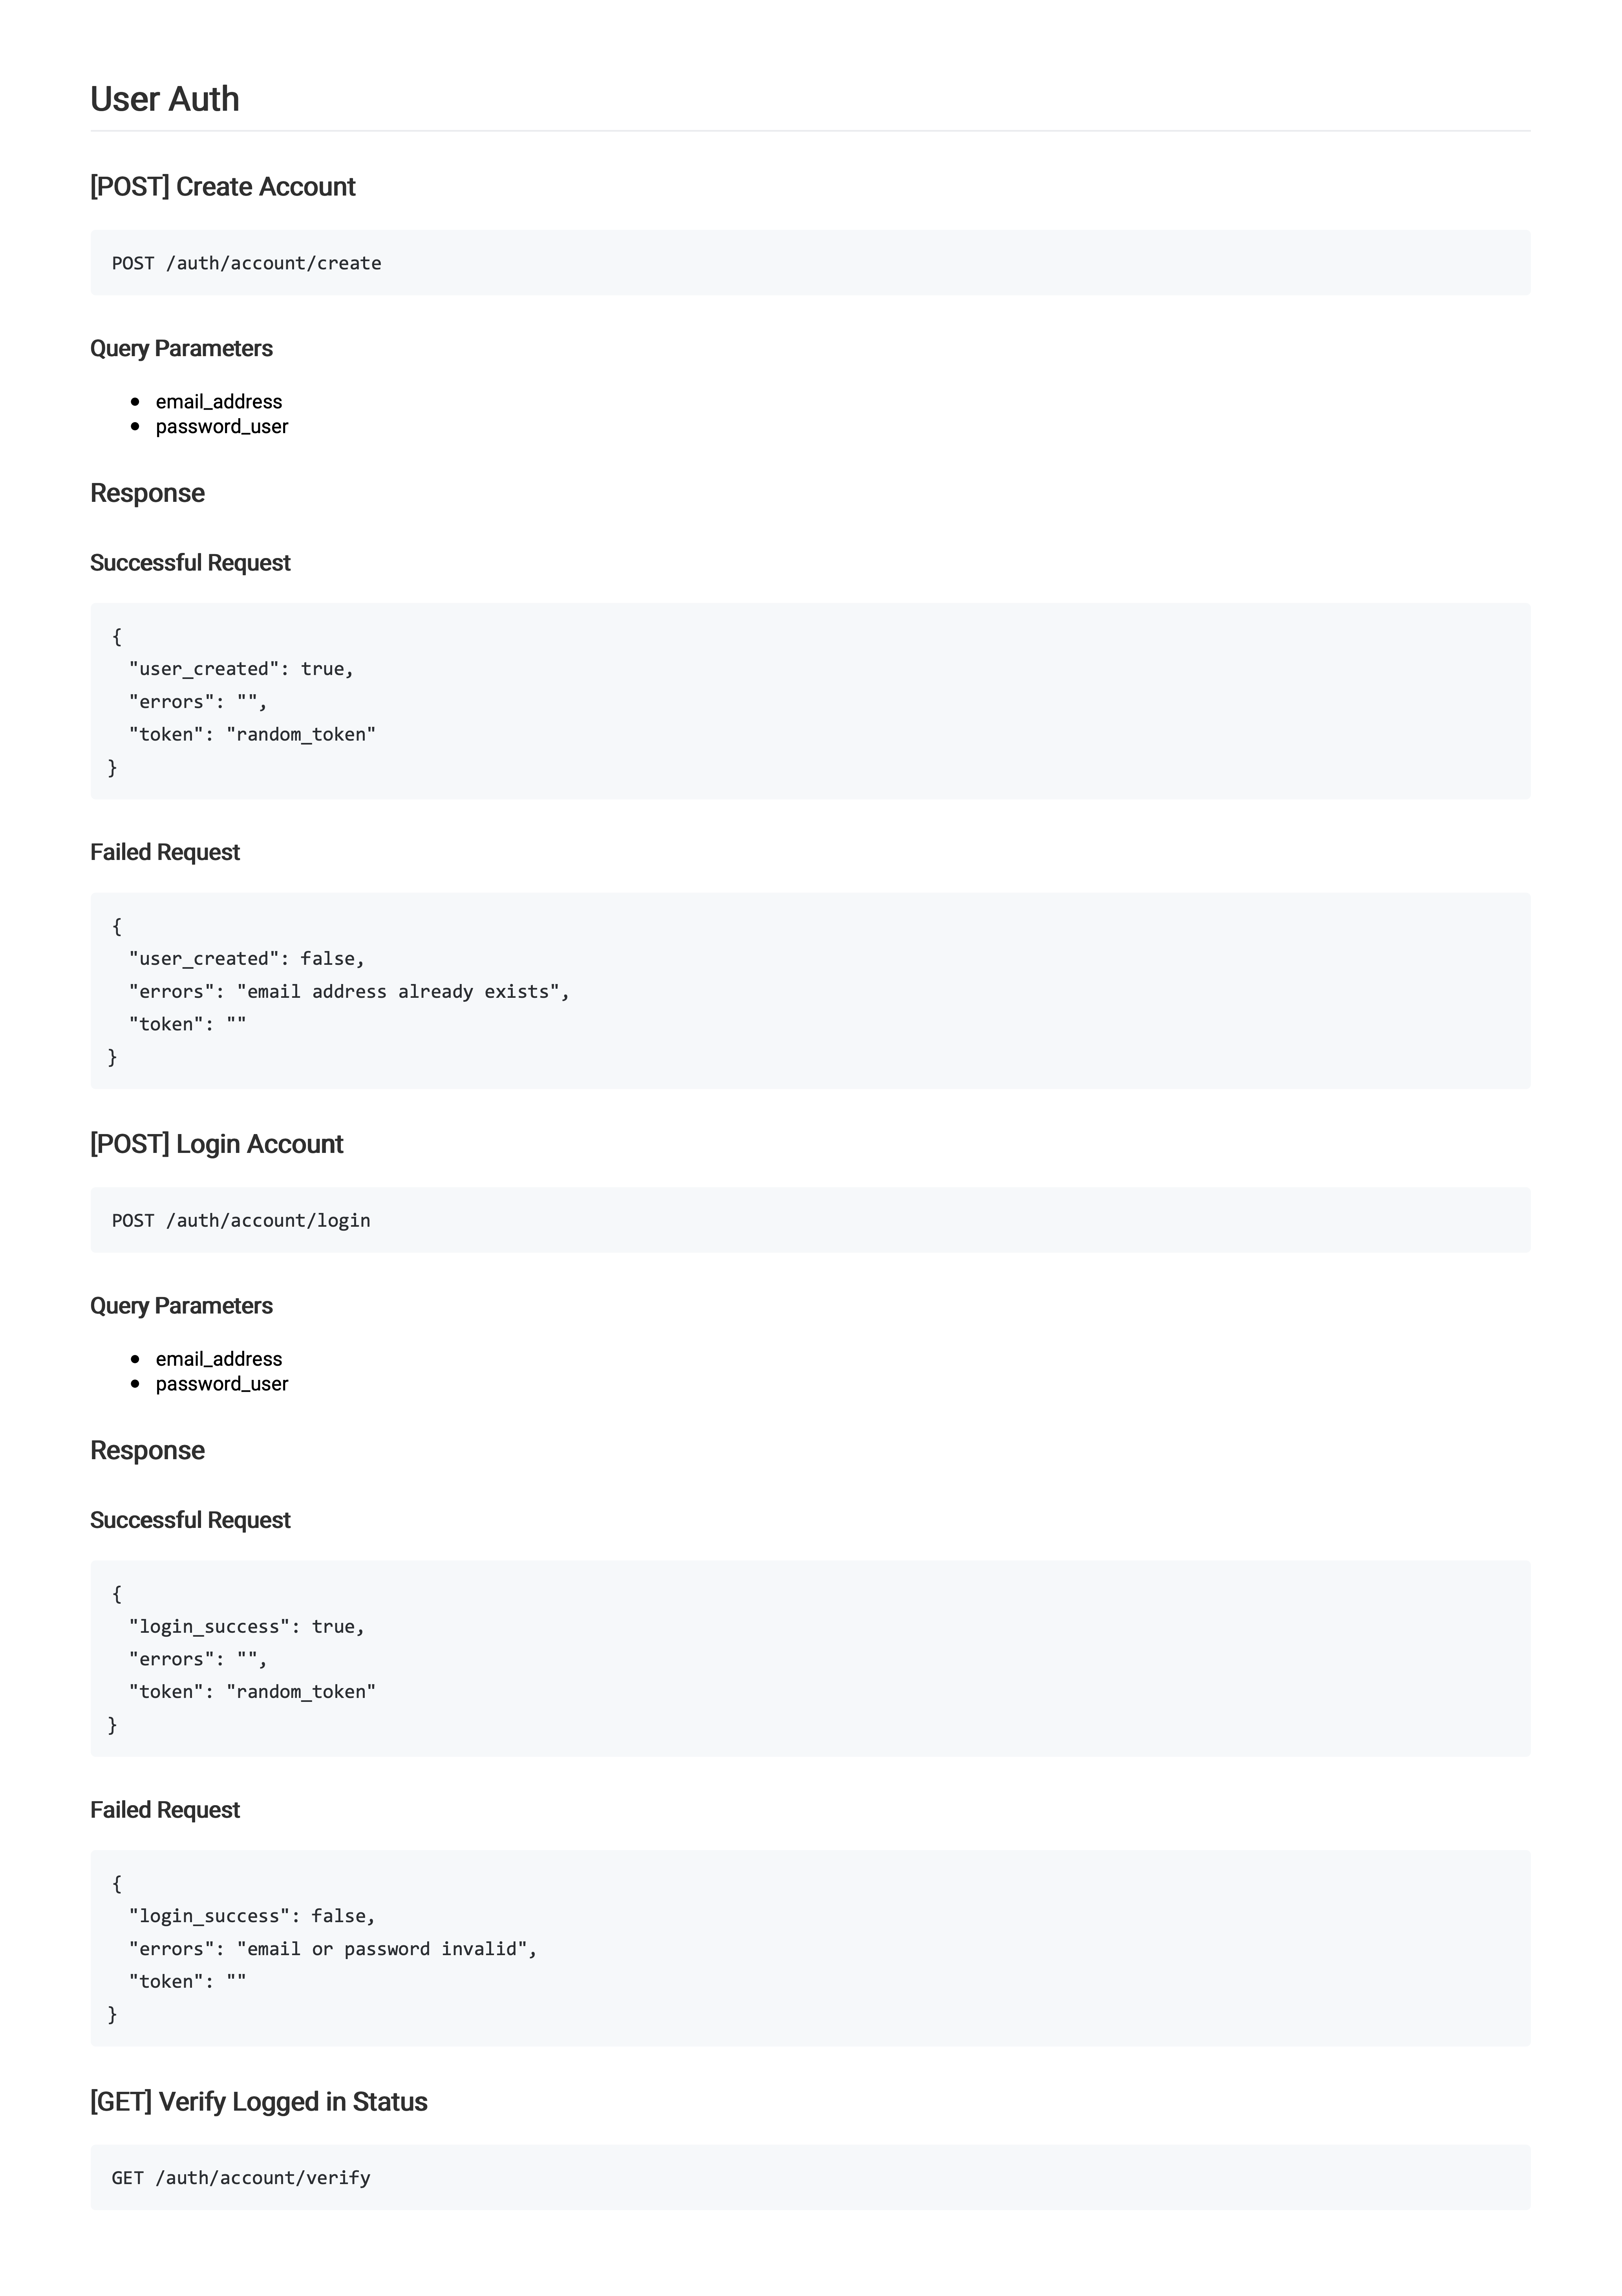 User Auth
[POST] Create Account
POST /auth/account/create
Query Parameters
• email_address
• password_user
Response
Successful Request
{
"user_created": true,
"errors": "",
"token": "random_token"
}
Failed Request
{
"user_created": false,
"errors": "email address already exists",
"token": ""
}
[POST] Login Account
POST /auth/account/login
Query Parameters
• email_address
• password_user
Response
Successful Request
{
"login_success": true,
"errors": "",
"token": "random_token"
}
Failed Request
{
"login_success": false,
"errors": "email or password invalid",
"token": ""
}
[GET] Verify Logged in Status
GET /auth/account/verify